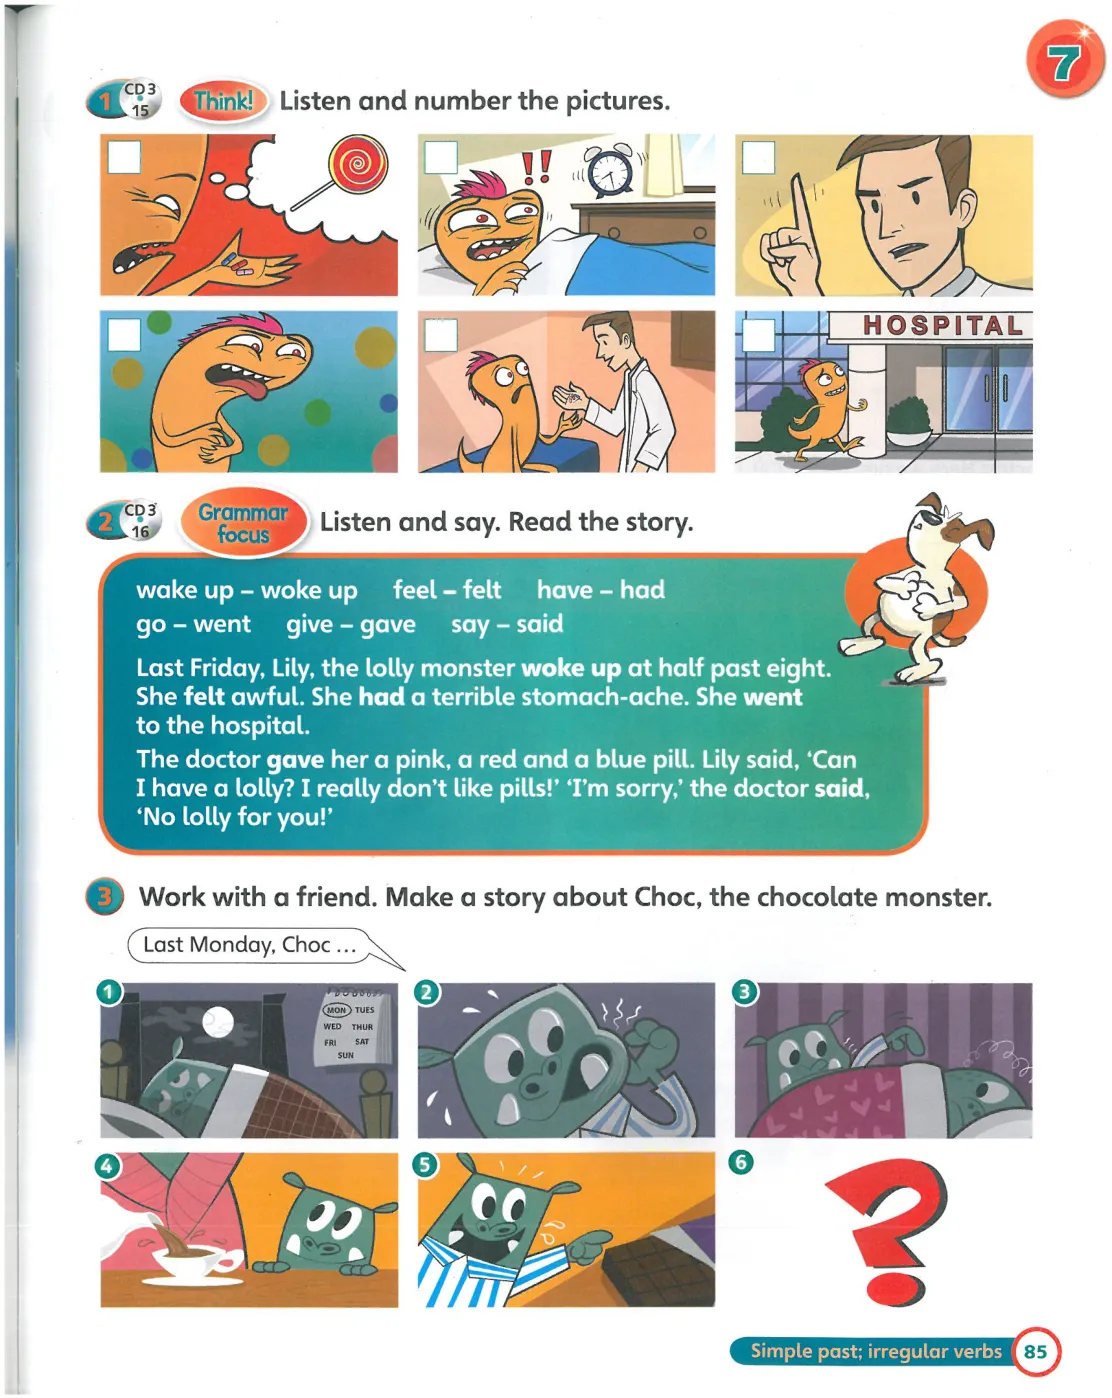 7
1 CD 3 15 Think! Listen and number the pictures.
!!
HOSPITAL
2 CD 3 16 Grammar focus Listen and say. Read the story.
wake up – woke up feel – felt have – had
go – went give – gave say – said
Last Friday, Lily, the lolly monster woke up at half past eight.
She felt awful. She had a terrible stomach-ache. She went
to the hospital.
The doctor gave her a pink, a red and a blue pill. Lily said, ‘Can
I have a lolly? I really don’t like pills!’ ‘I’m sorry,’ the doctor said,
‘No lolly for you!’
3 Work with a friend. Make a story about Choc, the chocolate monster.
Last Monday, Choc ...
1
MON TUES
WED THUR
FRI SAT
SUN
2
3
4
5
6
?
Simple past; irregular verbs 85